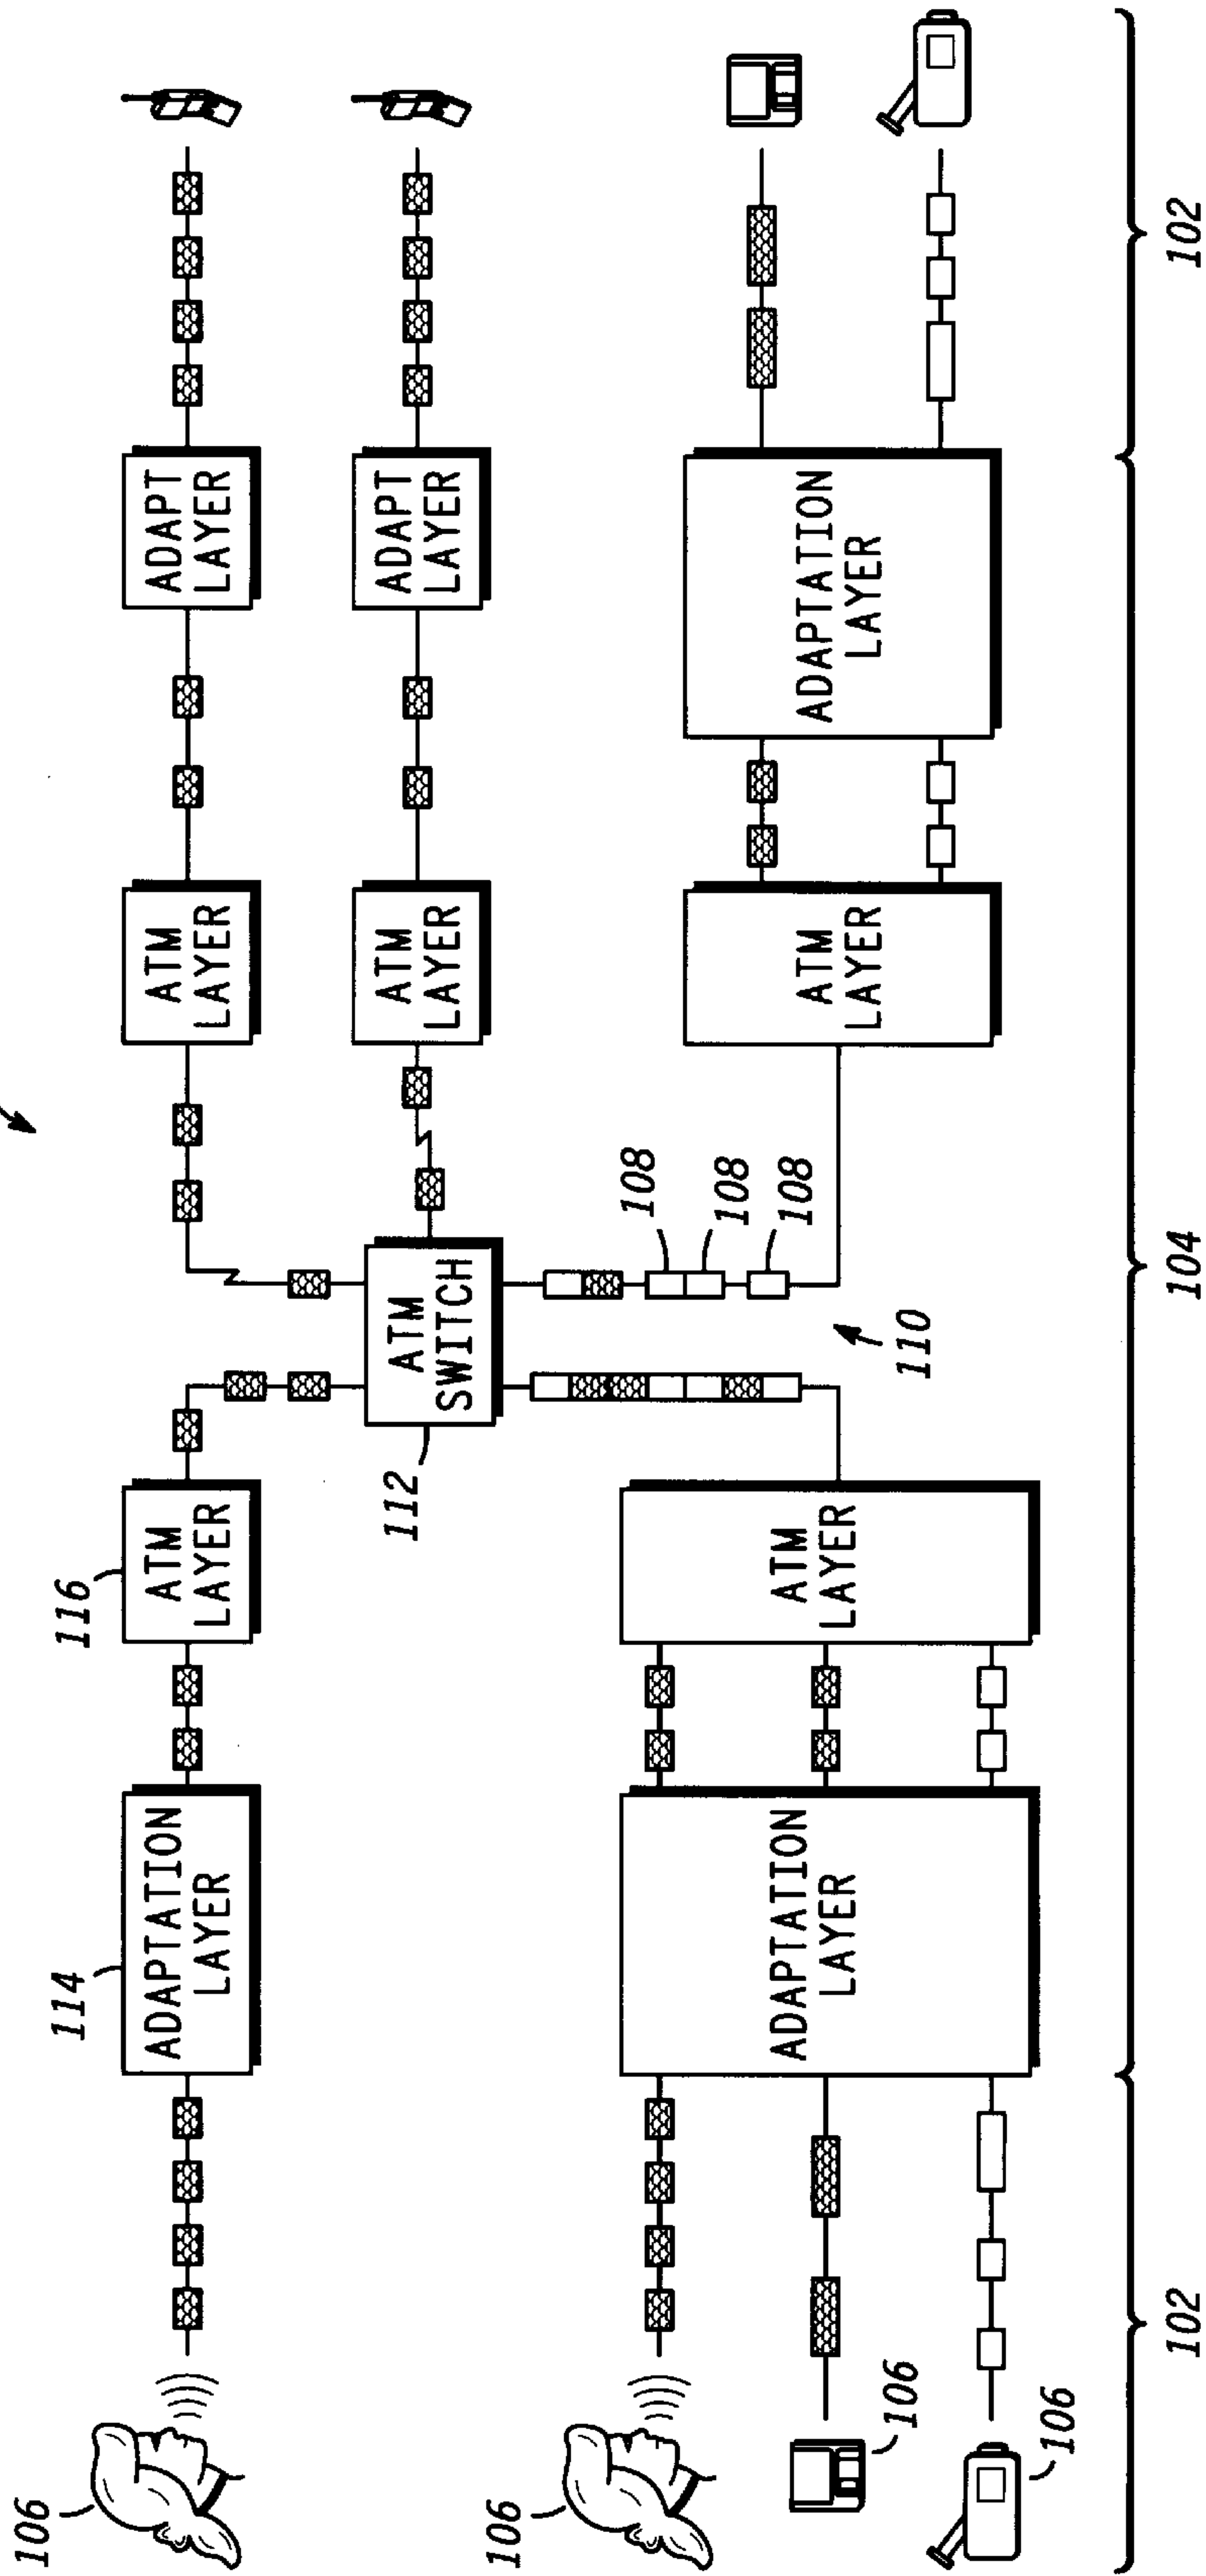 106
114
ADAPTATION
LAYER
116
ATM
LAYER
ATM
LAYER
ADAPT
LAYER
112
ATM
SWITCH
ATM
LAYER
ADAPT
LAYER
106
106
106
ADAPTATION
LAYER
ATM
LAYER
110
108
108
108
ATM
LAYER
ADAPTATION
LAYER
102
104
102